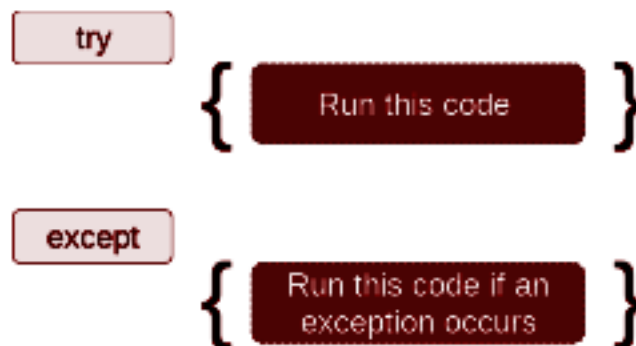 try
{ Run this code }
except
{ Run this code if an
exception occurs }